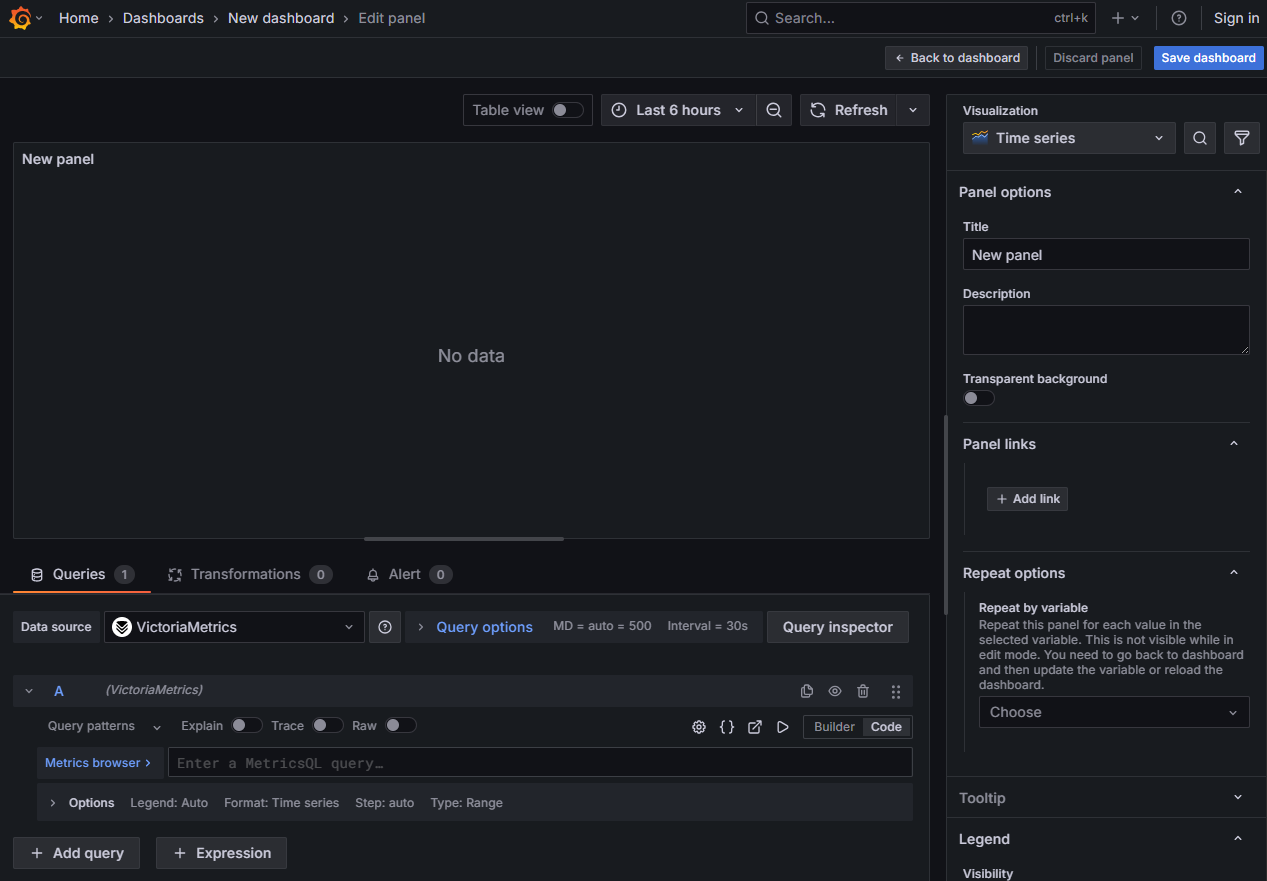 Home › Dashboards › New dashboard › Edit panel
Search...
ctrl+k
Sign in
Back to dashboard
Discard panel
Save dashboard
Table view
Last 6 hours
Refresh
New panel
No data
Queries 1
Transformations 0
Alert 0
Data source
VictoriaMetrics
Query options
MD = auto = 500
Interval = 30s
Query inspector
A
(VictoriaMetrics)
Query patterns
Explain
Trace
Raw
Builder
Code
Metrics browser ›
Enter a MetricsQL query…
Options
Legend: Auto
Format: Time series
Step: auto
Type: Range
+ Add query
+ Expression
Visualization
Time series
Panel options
Title
New panel
Description
Transparent background
Panel links
+ Add link
Repeat options
Repeat by variable
Repeat this panel for each value in the
selected variable. This is not visible while in
edit mode. You need to go back to dashboard
and then update the variable or reload the
dashboard.
Choose
Tooltip
Legend
Visibility